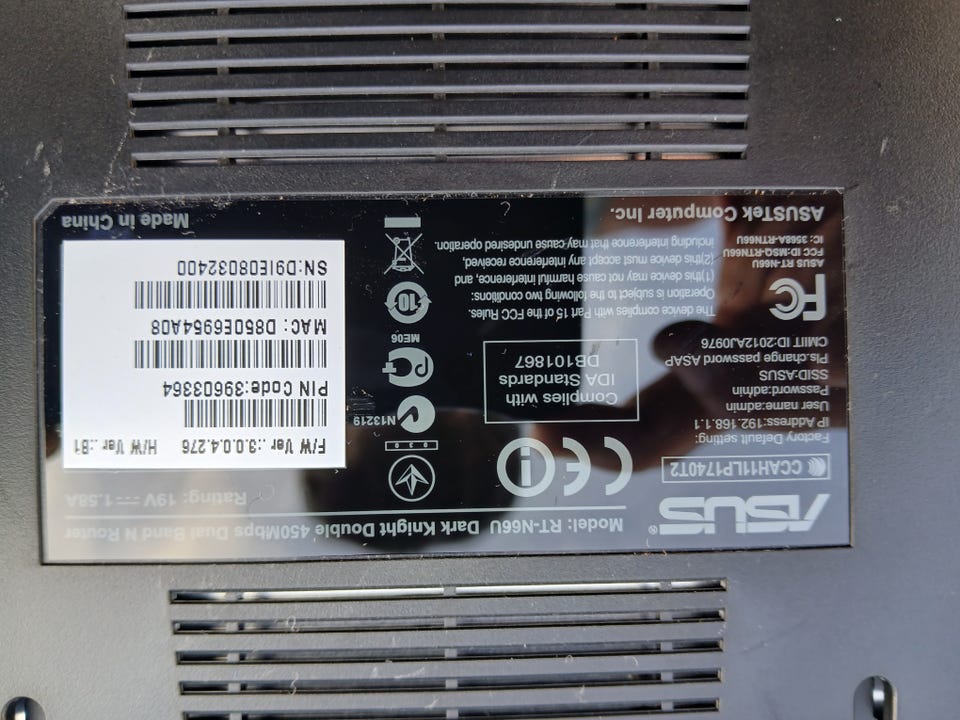 ASUS®
Model: RT-N66U Dark Knight Double 450Mbps Dual Band N Router
Rating: 19V⎓1.58A
CCAH11LP1740T2
Factory Default setting:
IP Address:192.168.1.1
User name:admin
Password:admin
SSID:ASUS
Pls.change password ASAP
CMIIT ID:2012AJ0976
FC
ASUS RT-N66U
FCC ID:MSQ-RTN66U
IC: 3568A-RTN66U
ASUSTek Computer Inc.
CE
Complies with
IDA Standards
DB101867
The device complies with Part 15 of the FCC Rules.
Operation is subject to the following two conditions:
(1)this device may not cause harmful interference, and
(2)this device must accept any interference received,
including interference that may cause undesired operation.
030
N13219
ME06
10
F/W Ver .:3.0.0.4.276 H/W Ver .:B1
PIN Code:39603364
MAC: D850E6954A08
SN:D9IE08032400
Made in China